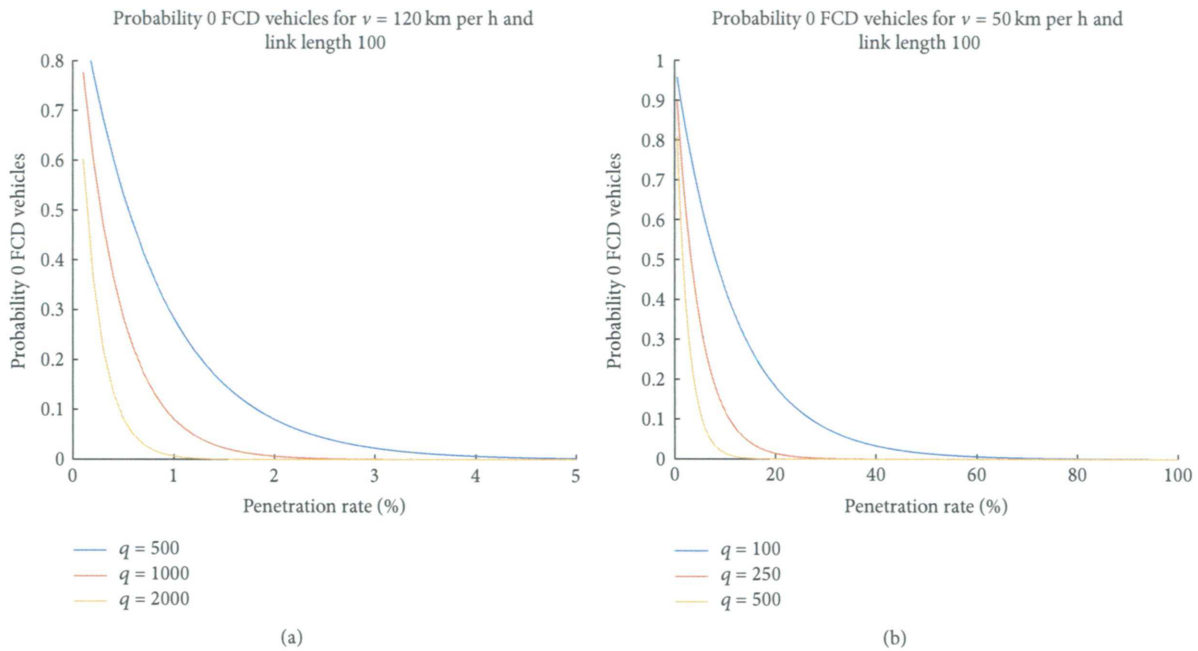 Probability 0 FCD vehicles for v = 120 km per h and
link length 100
Probability 0 FCD vehicles
0.8
0.7
0.6
0.5
0.4
0.3
0.2
0.1
0
0 1 2 3 4 5
Penetration rate (%)
q = 500
q = 1000
q = 2000
(a)
Probability 0 FCD vehicles for v = 50 km per h and
link length 100
Probability 0 FCD vehicles
1
0.9
0.8
0.7
0.6
0.5
0.4
0.3
0.2
0.1
0
0 20 40 60 80 100
Penetration rate (%)
q = 100
q = 250
q = 500
(b)